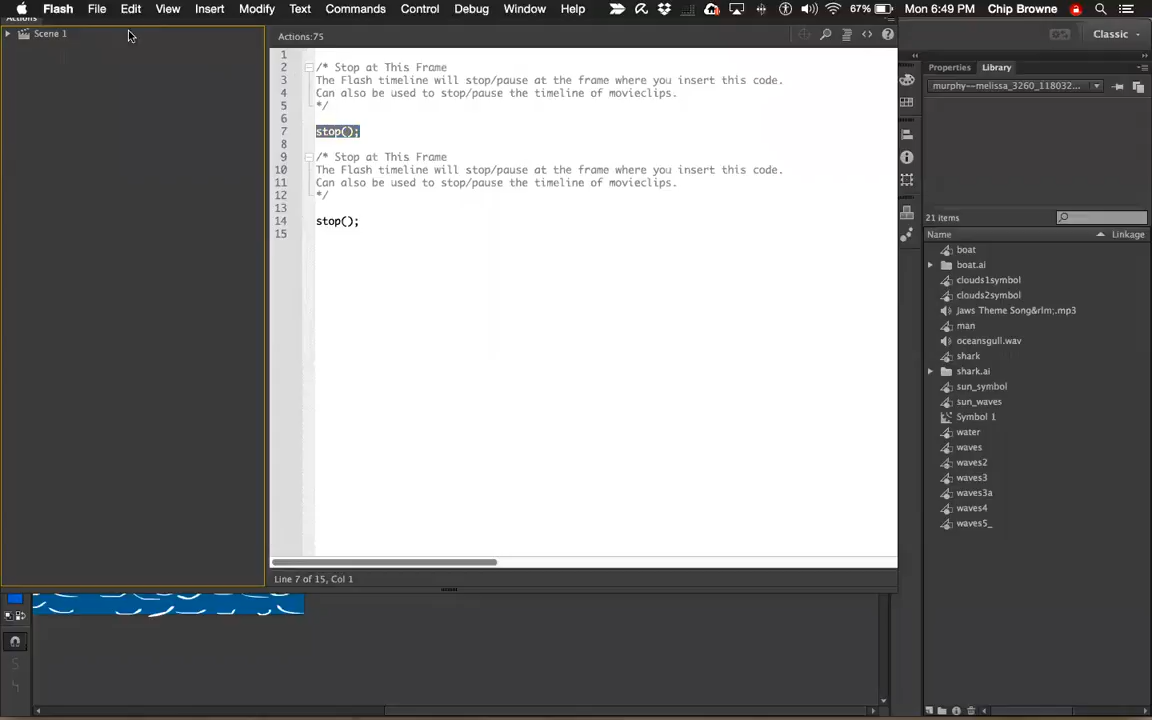 Flash File Edit View Insert Modify Text Commands Control Debug Window Help 67% Mon 6:49 PM Chip Browne
Actions
Scene 1
Actions:75
Classic
Properties Library
murphy--melissa_3260_118032...
1
2 /* Stop at This Frame
3 The Flash timeline will stop/pause at the frame where you insert this code.
4 Can also be used to stop/pause the timeline of movieclips.
5 */
6
7 stop();
8
9 /* Stop at This Frame
10 The Flash timeline will stop/pause at the frame where you insert this code.
11 Can also be used to stop/pause the timeline of movieclips.
12 */
13
14 stop();
15
21 items
Name Linkage
boat
boat.ai
clouds1symbol
clouds2symbol
Jaws Theme Song&rlm;.mp3
man
oceansgull.wav
shark
shark.ai
sun_symbol
sun_waves
Symbol 1
water
waves
waves2
waves3
waves3a
waves4
waves5_
Line 7 of 15, Col 1